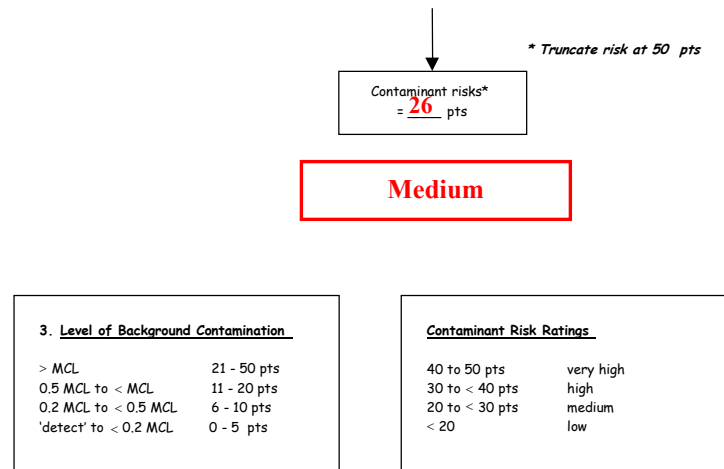 * Truncate risk at 50 pts
Contaminant risks*
= 26 pts
Medium
3. Level of Background Contamination
> MCL 21 - 50 pts
0.5 MCL to < MCL 11 - 20 pts
0.2 MCL to < 0.5 MCL 6 - 10 pts
'detect' to < 0.2 MCL 0 - 5 pts
Contaminant Risk Ratings
40 to 50 pts very high
30 to < 40 pts high
20 to < 30 pts medium
< 20 low